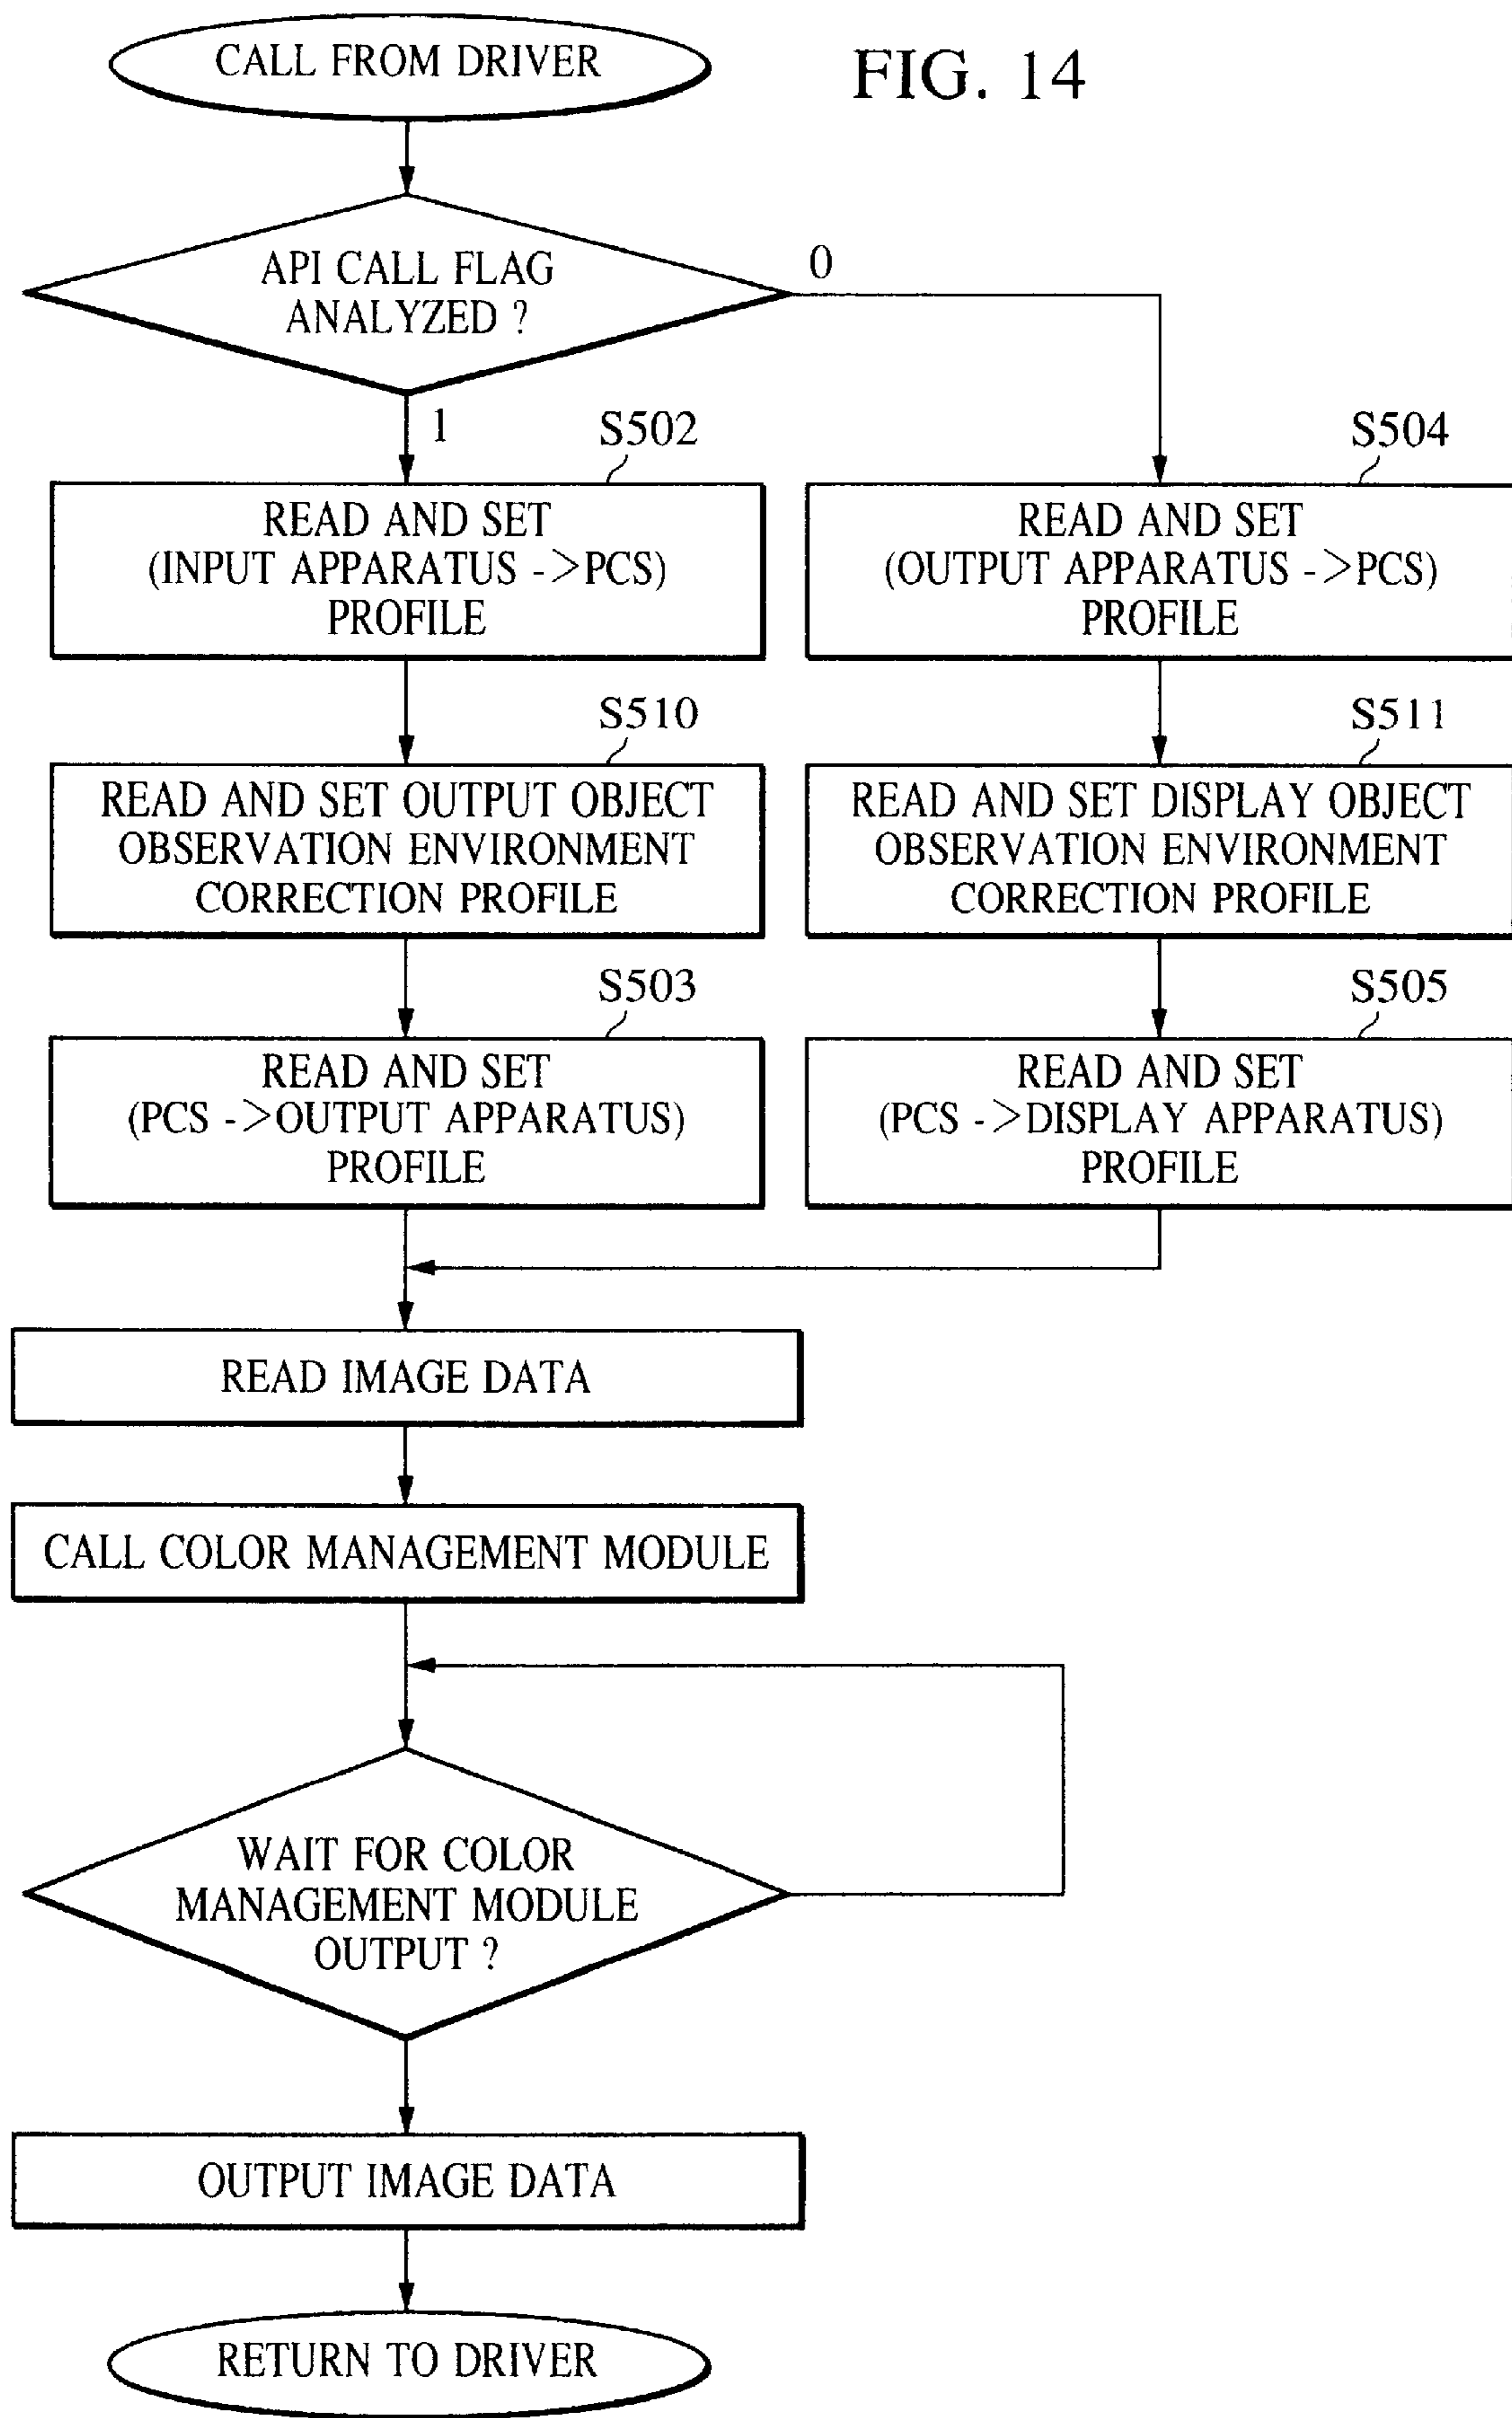 CALL FROM DRIVER
FIG. 14
API CALL FLAG
ANALYZED ?
0
1
S502
READ AND SET
(INPUT APPARATUS ->PCS)
PROFILE
S504
READ AND SET
(OUTPUT APPARATUS ->PCS)
PROFILE
S510
READ AND SET OUTPUT OBJECT
OBSERVATION ENVIRONMENT
CORRECTION PROFILE
S511
READ AND SET DISPLAY OBJECT
OBSERVATION ENVIRONMENT
CORRECTION PROFILE
S503
READ AND SET
(PCS ->OUTPUT APPARATUS)
PROFILE
S505
READ AND SET
(PCS ->DISPLAY APPARATUS)
PROFILE
READ IMAGE DATA
CALL COLOR MANAGEMENT MODULE
WAIT FOR COLOR
MANAGEMENT MODULE
OUTPUT ?
OUTPUT IMAGE DATA
RETURN TO DRIVER